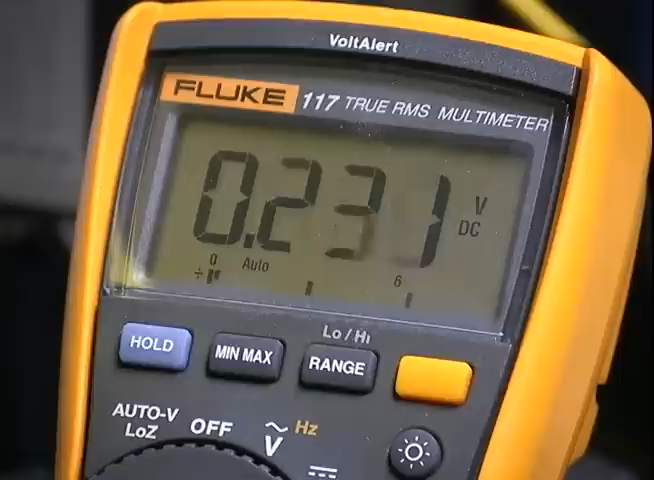 VoltAlert
FLUKE 117 TRUE RMS MULTIMETER
0.231 V DC
0 Auto 6
Lo / Hi
HOLD MIN MAX RANGE
AUTO-V LoZ OFF V Hz